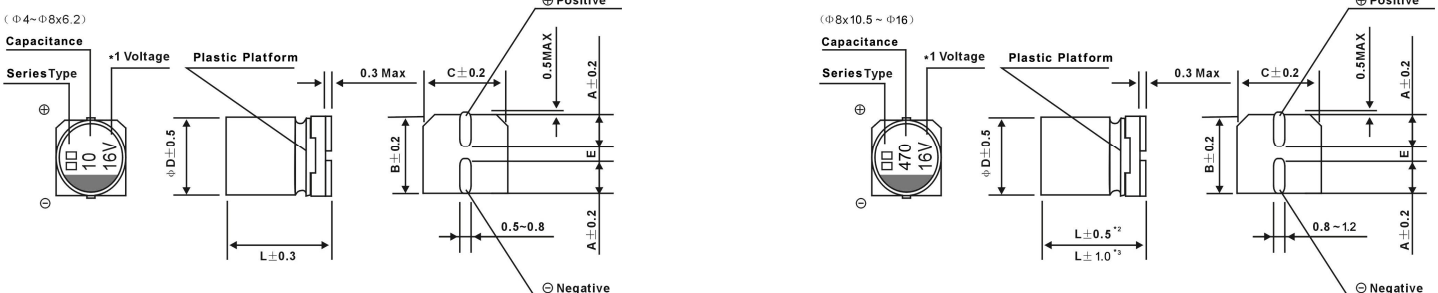 ⊕ Positive
(Φ4~Φ8x6.2)
Capacitance
*1 Voltage
Plastic Platform
Series Type
0.3 Max
C±0.2
0.5MAX
A±0.2
⊕
10
16V
ΦD±0.5
B±0.2
E
⊖
0.5~0.8
A±0.2
L±0.3
⊖ Negative
⊕ Positive
(Φ8x10.5 ~ Φ16)
Capacitance
*1 Voltage
Plastic Platform
Series Type
0.3 Max
C±0.2
0.5MAX
A±0.2
⊕
470
16V
ΦD±0.5
B±0.2
E
⊖
0.8~1.2
A±0.2
L±0.5 *2
L±1.0 *3
⊖ Negative